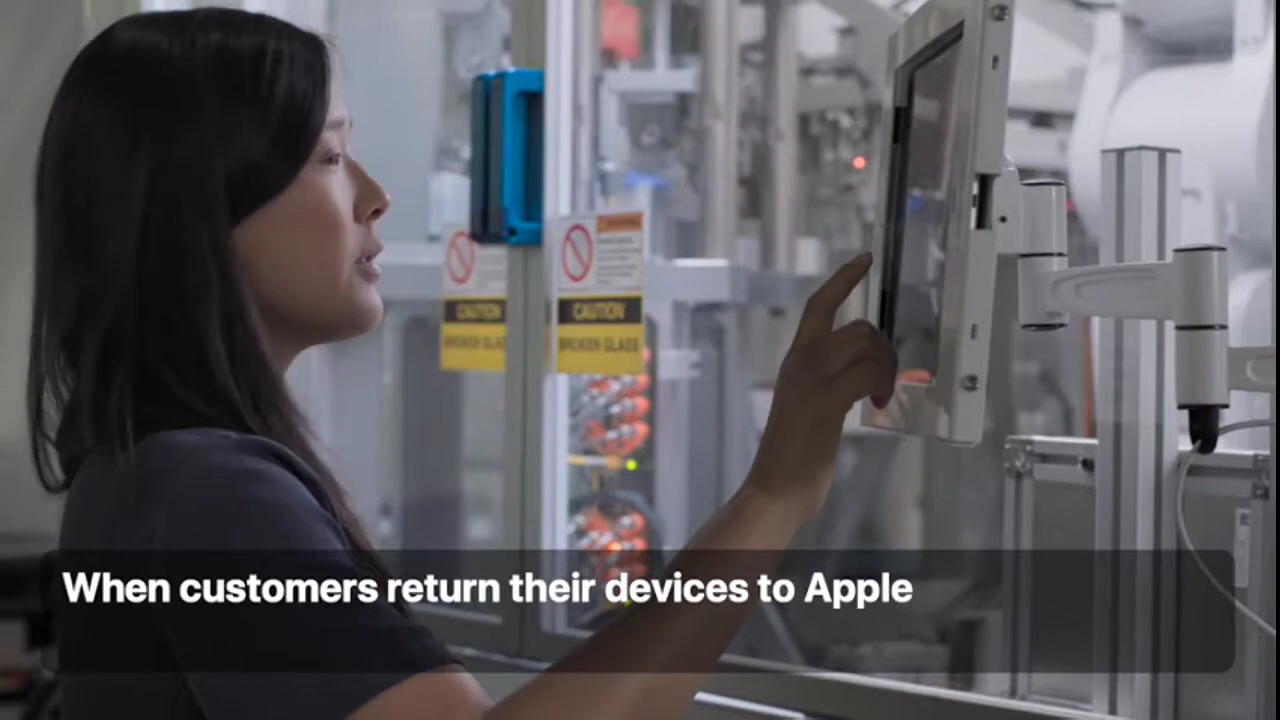 CAUTION
BROKEN GLASS
CAUTION
BROKEN GLASS
When customers return their devices to Apple